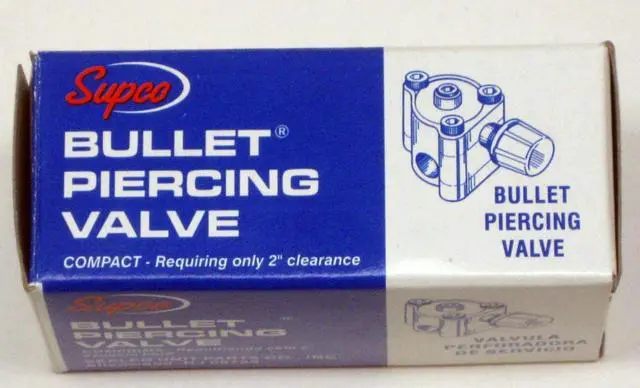 Supco
BULLET®
PIERCING
VALVE
COMPACT - Requiring only 2" clearance
BULLET
PIERCING
VALVE
Supco
BULLET®
PIERCING
VALVE
VALVULA
PERFORADORA
DE SERVICIO